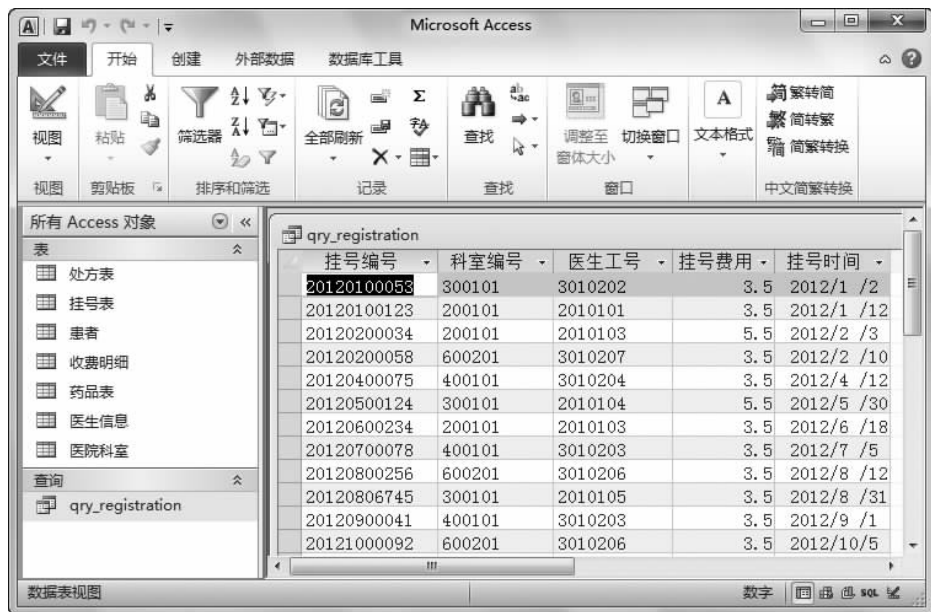 Microsoft Access
文件 开始 创建 外部数据 数据库工具
视图 粘贴 筛选器 全部刷新 查找 调整至窗体大小 切换窗口 文本格式 繁转简
简转繁
简繁转换
视图 剪贴板 排序和筛选 记录 查找 窗口 中文简繁转换
所有 Access 对象
表
处方表
挂号表
患者
收费明细
药品表
医生信息
医院科室
查询
qry_registration
qry_registration
挂号编号 科室编号 医生工号 挂号费用 挂号时间
20120100053 300101 3010202 3.5 2012/1 /2
20120100123 200101 2010101 3.5 2012/1 /12
20120200034 200101 2010103 5.5 2012/2 /3
20120200058 600201 3010207 3.5 2012/2 /10
20120400075 400101 3010204 3.5 2012/4 /12
20120500124 300101 2010104 5.5 2012/5 /30
20120600234 200101 2010103 3.5 2012/6 /18
20120700078 400101 3010203 3.5 2012/7 /5
20120800256 600201 3010206 3.5 2012/8 /12
20120806745 300101 2010105 3.5 2012/8 /31
20120900041 400101 3010203 3.5 2012/9 /1
20121000092 600201 3010206 3.5 2012/10/5
数据表视图 数字 SQL